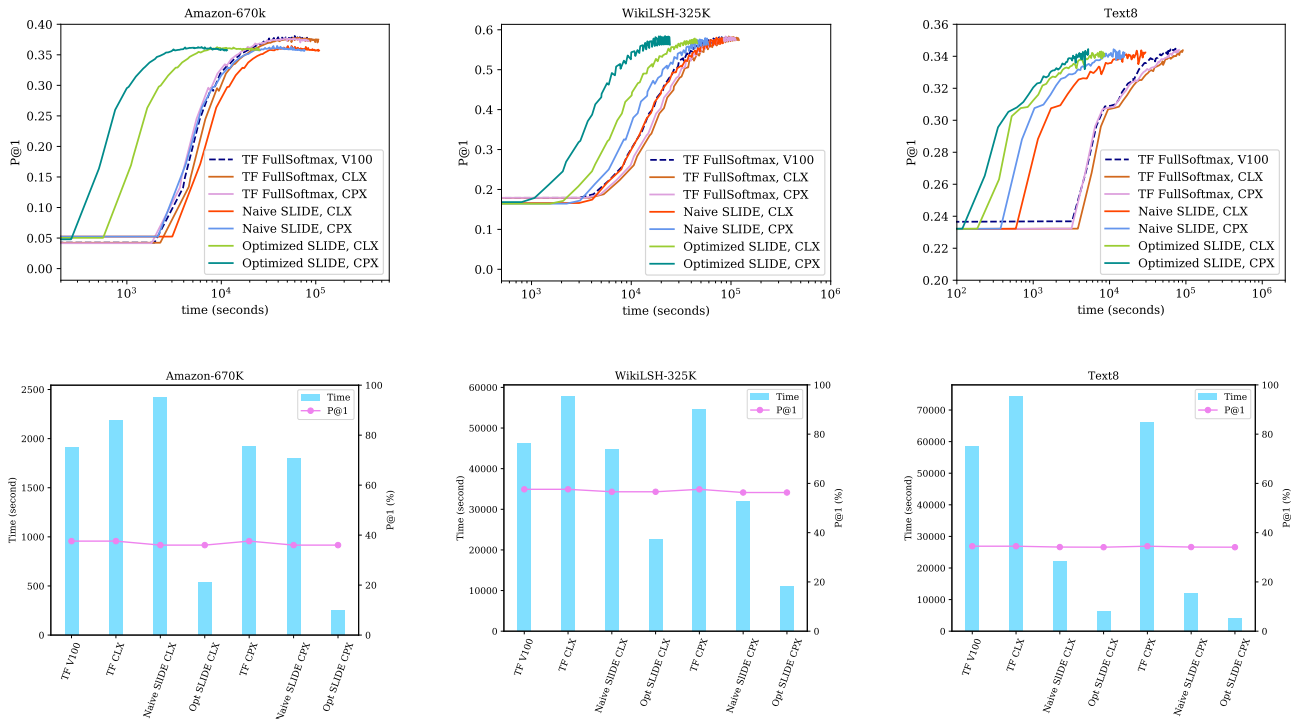 Amazon-670k
0.40
0.35
0.30
0.25
0.20
0.15
0.10
0.05
0.00
P@1
TF FullSoftmax, V100
TF FullSoftmax, CLX
TF FullSoftmax, CPX
Naive SLIDE, CLX
Naive SLIDE, CPX
Optimized SLIDE, CLX
Optimized SLIDE, CPX
10³ 10⁴ 10⁵
time (seconds)
WikiLSH-325K
0.6
0.5
0.4
0.3
0.2
0.1
0.0
P@1
TF FullSoftmax, V100
TF FullSoftmax, CLX
TF FullSoftmax, CPX
Naive SLIDE, CLX
Naive SLIDE, CPX
Optimized SLIDE, CLX
Optimized SLIDE, CPX
10³ 10⁴ 10⁵ 10⁶
time (seconds)
Text8
0.36
0.34
0.32
0.30
0.28
0.26
0.24
0.22
0.20
P@1
TF FullSoftmax, V100
TF FullSoftmax, CLX
TF FullSoftmax, CPX
Naive SLIDE, CLX
Naive SLIDE, CPX
Optimized SLIDE, CLX
Optimized SLIDE, CPX
10² 10³ 10⁴ 10⁵ 10⁶
time (seconds)
Amazon-670K
2500
2000
1500
1000
500
0
Time (second)
Time
P@1
100
80
60
40
20
0
P@1 (%)
TF V100
TF CLX
Naive SlIDE CLX
Opt SLIDE CLX
TF CPX
Naive SLIDE CPX
Opt SLIDE CPX
WikiLSH-325K
60000
50000
40000
30000
20000
10000
0
Time (second)
Time
P@1
100
80
60
40
20
0
P@1 (%)
TF V100
TF CLX
Naive SlIDE CLX
Opt SLIDE CLX
TF CPX
Naive SLIDE CPX
Opt SLIDE CPX
Text8
70000
60000
50000
40000
30000
20000
10000
0
Time (second)
Time
P@1
100
80
60
40
20
0
P@1 (%)
TF V100
TF CLX
Naive SlIDE CLX
Opt SLIDE CLX
TF CPX
Naive SLIDE CPX
Opt SLIDE CPX